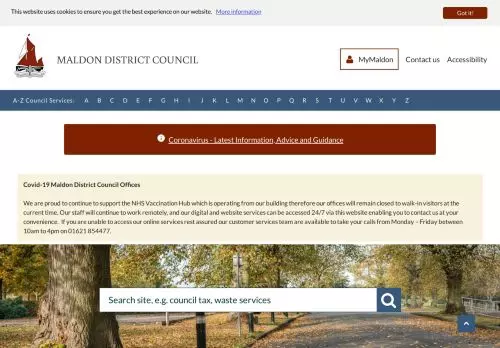 This website uses cookies to ensure you get the best experience on our website. More information
Got it!
MALDON DISTRICT COUNCIL
MyMaldon
Contact us
Accessibility
A-Z Council Services: A B C D E F G H I J K L M N O P Q R S T U V W X Y Z
Coronavirus - Latest Information, Advice and Guidance
Covid-19 Maldon District Council Offices
We are proud to continue to support the NHS Vaccination Hub which is operating from our building therefore our offices will remain closed to walk-in visitors at
the current time. Our staff will continue to work remotely, and our digital and website services can be accessed 24/7 via this website enabling you to contact us at your
convenience. If you are unable to access our online services rest assured our customer services team are available to take your calls from Monday – Friday between
10am to 4pm on 01621 854477.
Search site, e.g. council tax, waste services